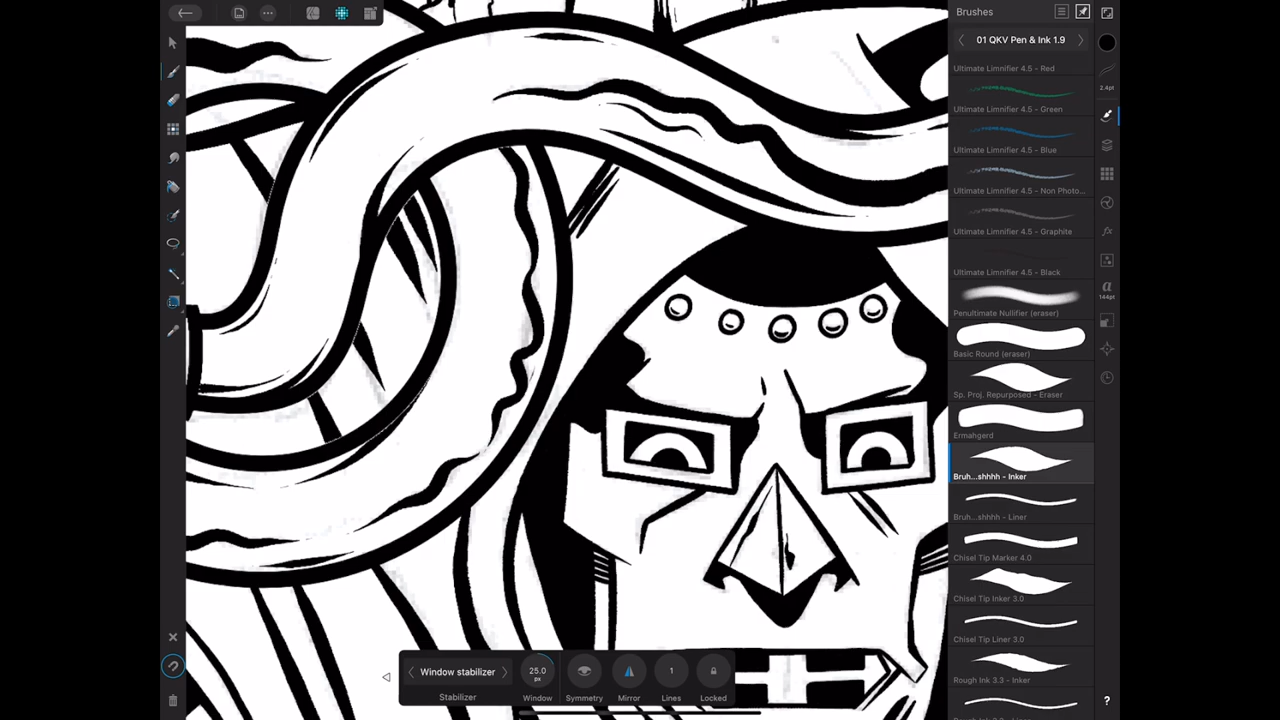 Brushes
01 QKV Pen & Ink 1.9
Ultimate Limnifier 4.5 - Red
2.4pt
Ultimate Limnifier 4.5 - Green
Ultimate Limnifier 4.5 - Blue
Ultimate Limnifier 4.5 - Non Photo...
Ultimate Limnifier 4.5 - Graphite
Ultimate Limnifier 4.5 - Black
a
144pt
Penultimate Nullifier (eraser)
Basic Round (eraser)
Sp. Proj. Repurposed - Eraser
Ermahgerd
Bruh...shhhh - Inker
Bruh...shhhh - Liner
Chisel Tip Marker 4.0
Chisel Tip Inker 3.0
Chisel Tip Liner 3.0
Rough Ink 3.3 - Inker
Window stabilizer
25.0
px
1
Stabilizer
Window
Symmetry
Mirror
Lines
Locked
?